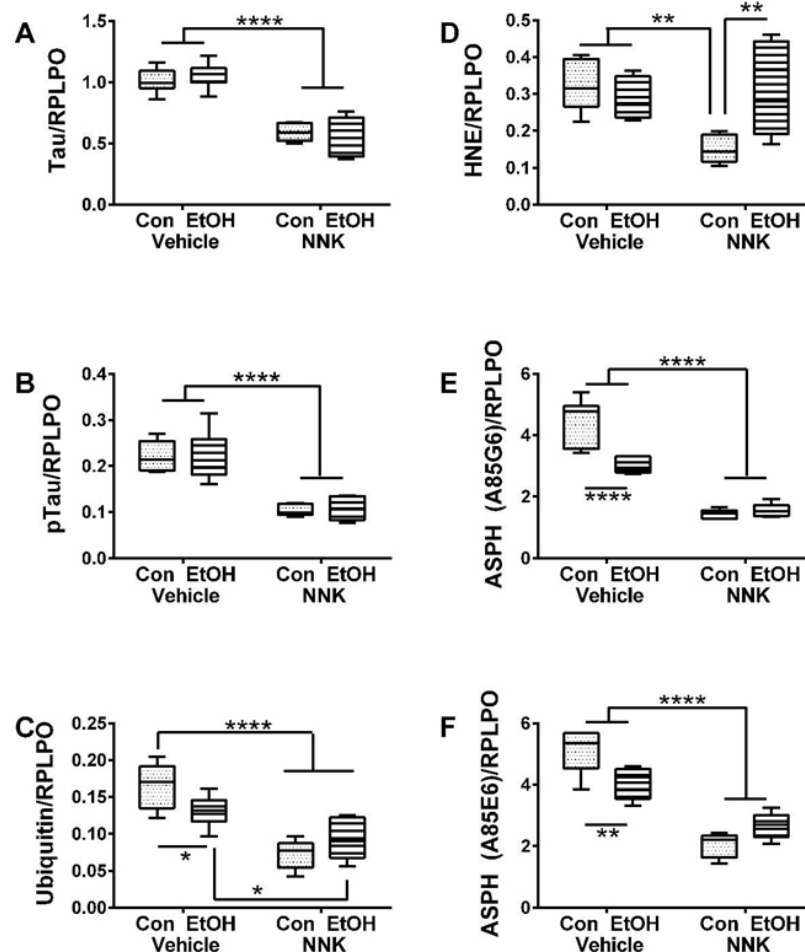 A
Tau/RPLPO
****
1.5
1.0
0.5
0.0
Con EtOH Con EtOH
Vehicle NNK
D
HNE/RPLPO
**
**
0.5
0.4
0.3
0.2
0.1
0.0
Con EtOH Con EtOH
Vehicle NNK
B
pTau/RPLPO
****
0.4
0.3
0.2
0.1
0.0
Con EtOH Con EtOH
Vehicle NNK
E
ASPH (A85G6)/RPLPO
****
6
4
2
0
****
Con EtOH Con EtOH
Vehicle NNK
C
Ubiquitin/RPLPO
****
0.25
0.20
0.15
0.10
0.05
0.00
*
*
Con EtOH Con EtOH
Vehicle NNK
F
ASPH (A85E6)/RPLPO
****
6
4
2
0
**
Con EtOH Con EtOH
Vehicle NNK